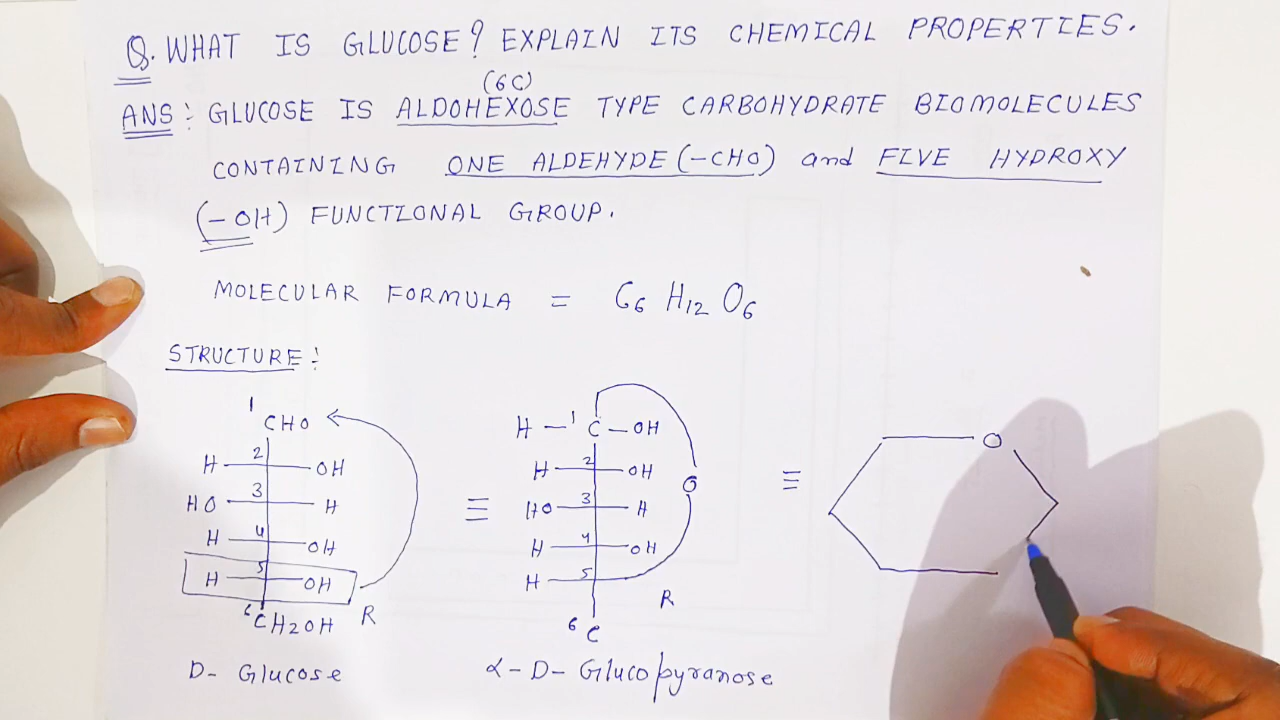 Q. WHAT IS GLUCOSE? EXPLAIN ITS CHEMICAL PROPERTIES.
(6C)
ANS: GLUCOSE IS ALDOHEXOSE TYPE CARBOHYDRATE BIOMOLECULES
CONTAINING ONE ALDEHYDE (-CHO) and FIVE HYDROXY
(-OH) FUNCTIONAL GROUP.
MOLECULAR FORMULA = C6 H12 O6
STRUCTURE:
1
CHO
2
H OH
3
HO H
4
H OH
5
H OH
6
CH2OH R
D- Glucose
≡
H - 1 C - OH
2
H OH
3
HO H
O
4
H OH
5
H
R
6 C
α-D-Glucopyranose
≡
O